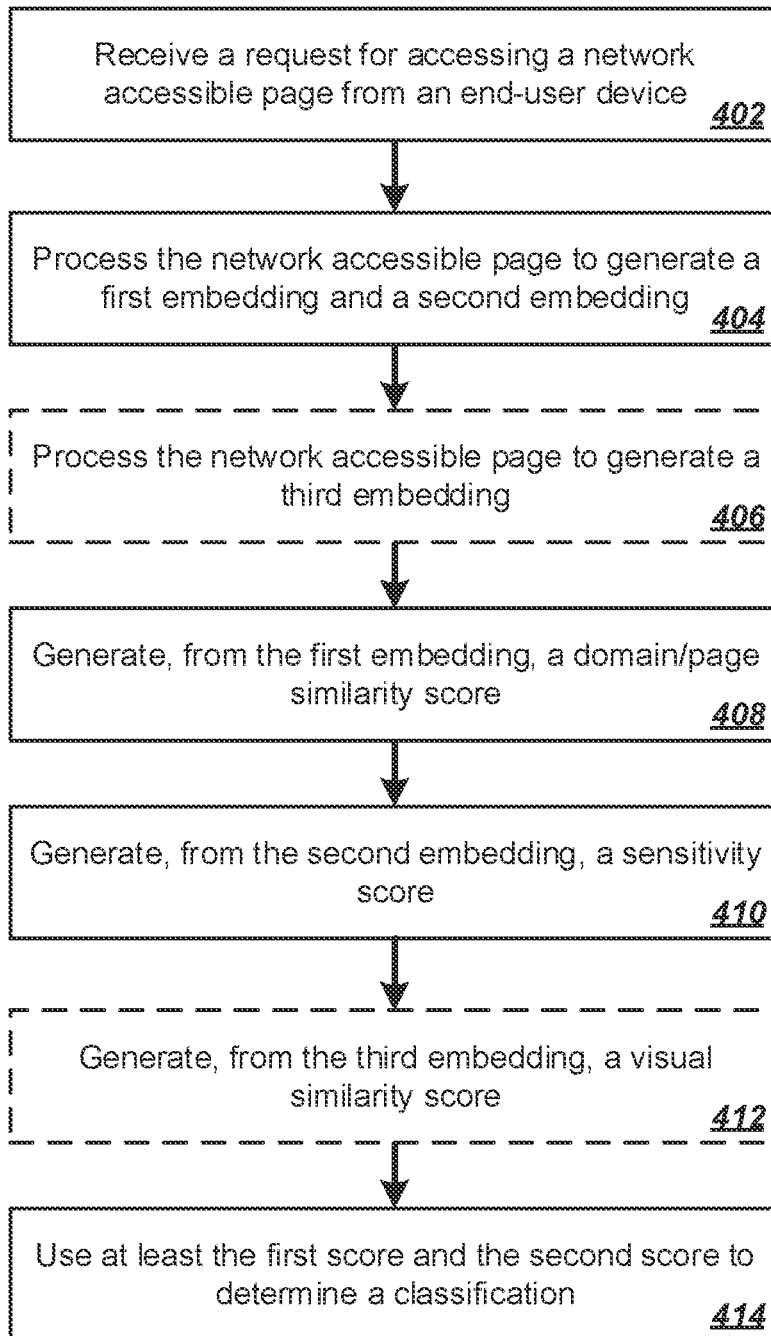 Receive a request for accessing a network
accessible page from an end-user device
402
Process the network accessible page to generate a
first embedding and a second embedding
404
Process the network accessible page to generate a
third embedding
406
Generate, from the first embedding, a domain/page
similarity score
408
Generate, from the second embedding, a sensitivity
score
410
Generate, from the third embedding, a visual
similarity score
412
Use at least the first score and the second score to
determine a classification
414